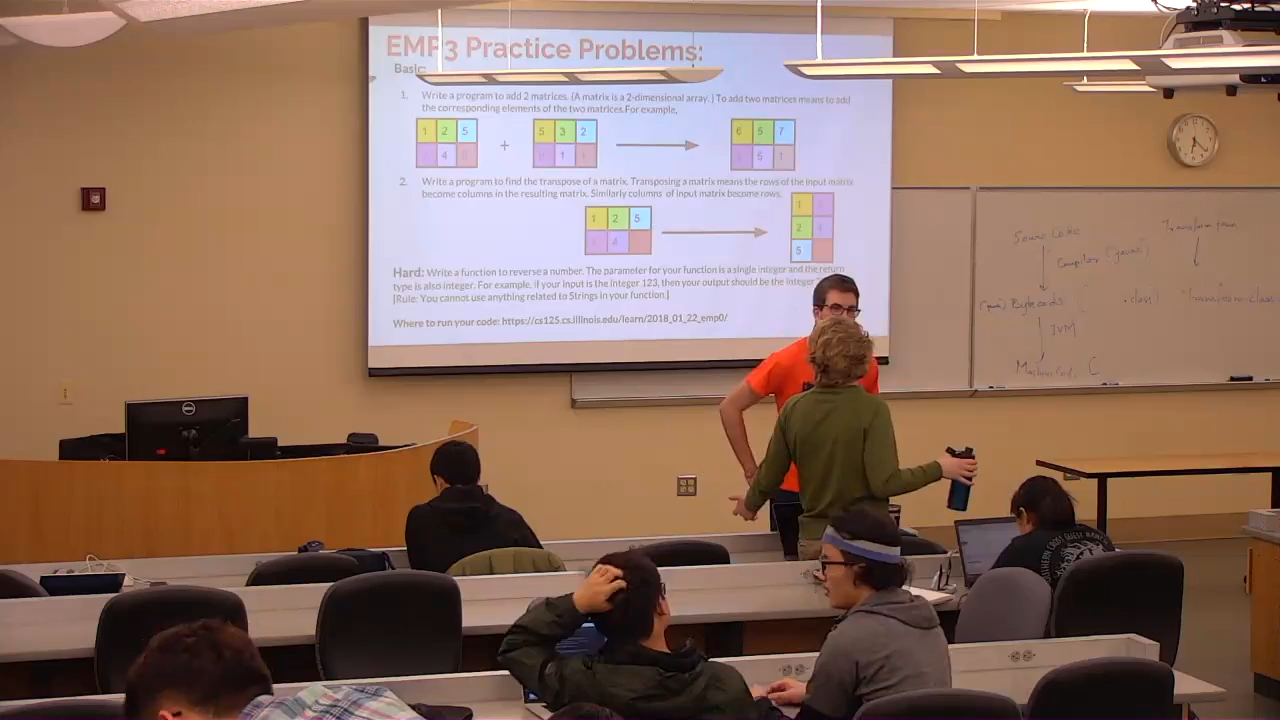 EMP3 Practice Problems:
Basic:
1. Write a program to add 2 matrices. (A matrix is a 2-dimensional array. ) To add two matrices means to add
the corresponding elements of the two matrices.For example,
1 2 5 5 3 2 6 5 7
+
4 1 5 1
2. Write a program to find the transpose of a matrix. Transposing a matrix means the rows of the input matrix
become columns in the resulting matrix. Similarly columns of input matrix become rows.
1 2 5
4
1
2 4
5
Hard: Write a function to reverse a number. The parameter for your function is a single integer and the return
type is also integer. For example, if your input is the integer 123, then your output should be the integer
[Rule: You cannot use anything related to Strings in your function.]
Where to run your code: https://cs125.cs.illinois.edu/learn/2018_01_22_emp0/
Source Code
Compiler ("javac")
Bytecode .class)
JVM
C
DELL